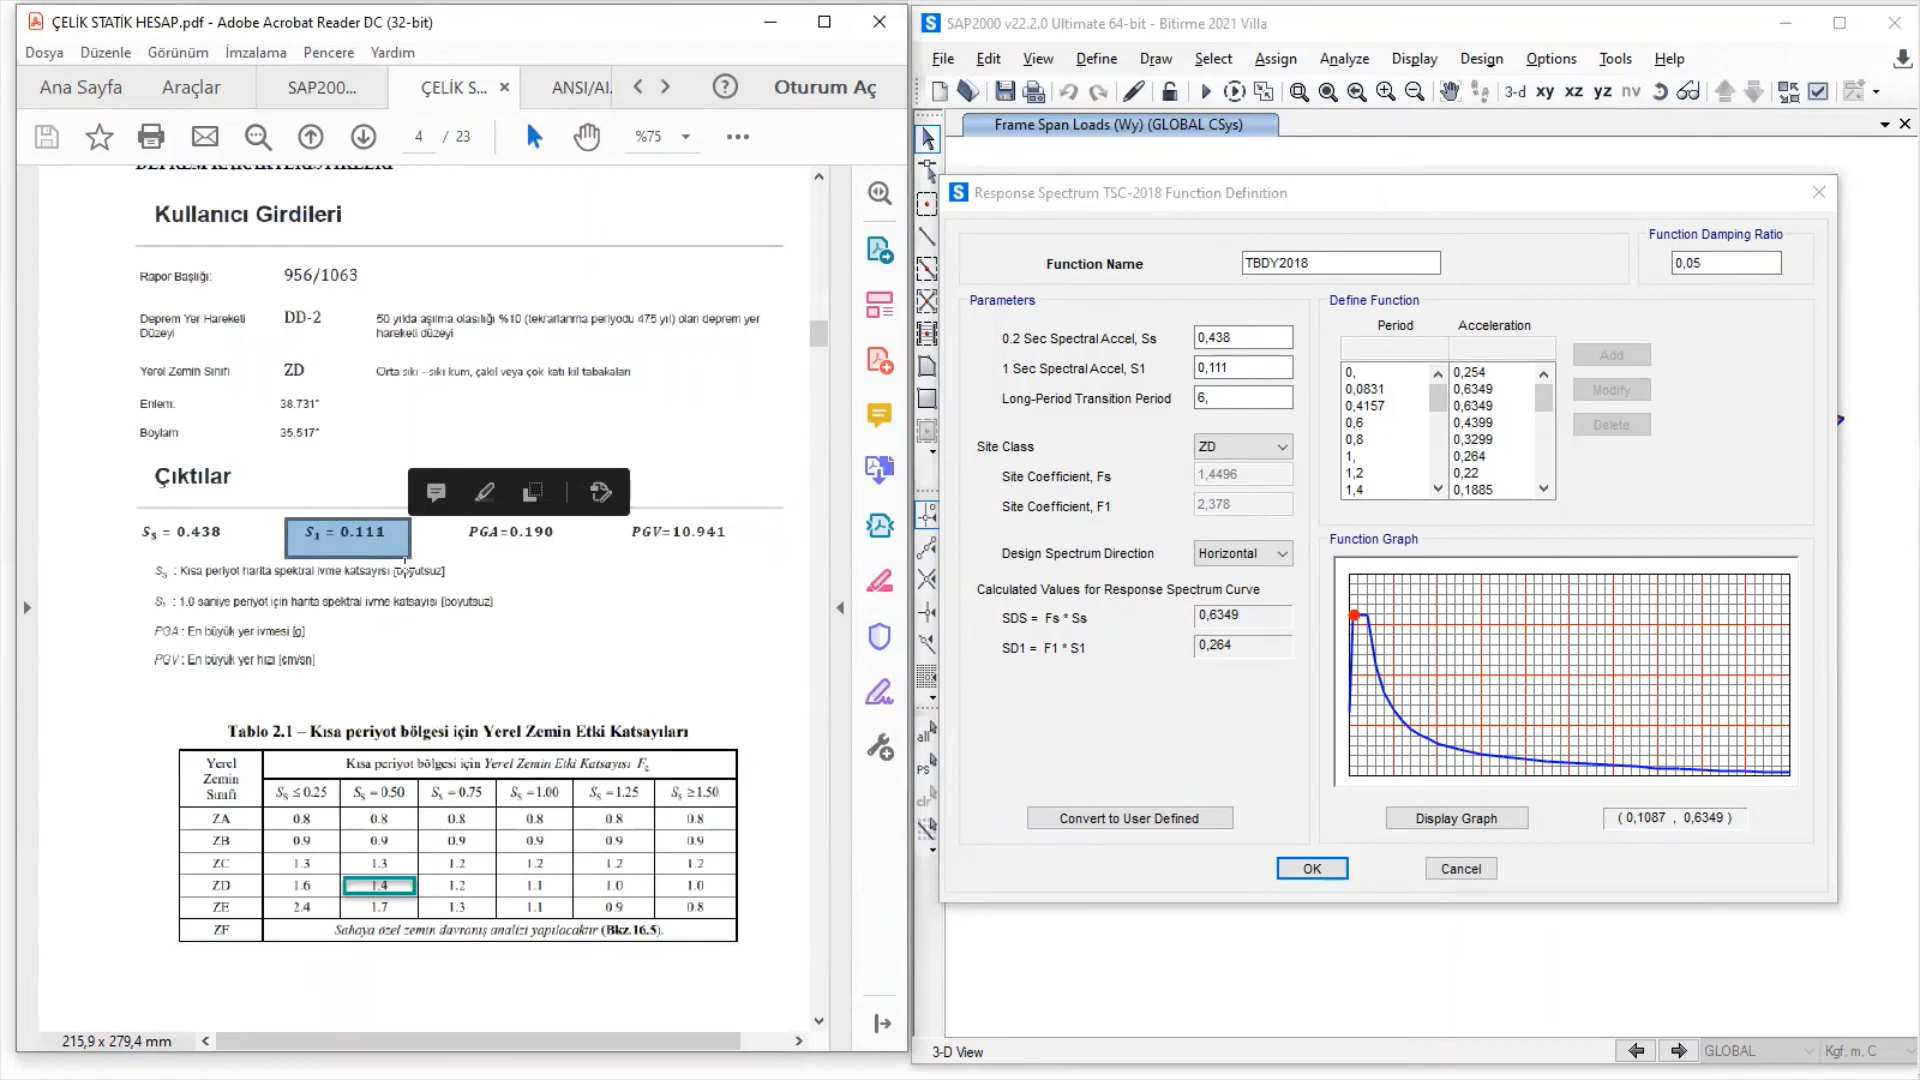 ÇELİK STATİK HESAP.pdf - Adobe Acrobat Reader DC (32-bit)
Dosya Düzenle Görünüm İmzalama Pencere Yardım
Ana Sayfa Araçlar SAP200... ÇELİK S... × ANSI/AI. Oturum Aç
4 / 23 %75
Kullanıcı Girdileri
Rapor Başlığı: 956/1063
Deprem Yer Hareketi Düzeyi DD-2 50 yılda aşılma olasılığı %10 (tekrarlanma periyodu 475 yıl) olan deprem yer hareketi düzeyi
Yerel Zemin Sınıfı ZD Orta sıkı - sıkı kum, çakıl veya çok katı kil tabakaları
Enlem: 38.731°
Boylam 35.517°
Çıktılar
S_S = 0.438 S_1 = 0.111 PGA=0.190 PGV=10.941
S_S : Kısa periyot harita spektral ivme katsayısı [boyutsuz]
S_1 : 1.0 saniye periyot için harita spektral ivme katsayısı [boyutsuz]
PGA : En büyük yer ivmesi [g]
PGV : En büyük yer hızı [cm/sn]
Tablo 2.1 – Kısa periyot bölgesi için Yerel Zemin Etki Katsayıları
Yerel Zemin Sınıfı Kısa periyot bölgesi için Yerel Zemin Etki Katsayısı F_S
S_S ≤ 0.25 S_S = 0.50 S_S = 0.75 S_S = 1.00 S_S = 1.25 S_S ≥ 1.50
ZA 0.8 0.8 0.8 0.8 0.8 0.8
ZB 0.9 0.9 0.9 0.9 0.9 0.9
ZC 1.3 1.3 1.2 1.2 1.2 1.2
ZD 1.6 1.4 1.2 1.1 1.0 1.0
ZE 2.4 1.7 1.3 1.1 0.9 0.8
ZF Sahaya özel zemin davranış analizi yapılacaktır (Bkz.16.5).
215,9 x 279,4 mm
SAP2000 v22.2.0 Ultimate 64-bit - Bitirme 2021 Villa
File Edit View Define Draw Select Assign Analyze Display Design Options Tools Help
3-d xy xz yz nv
Frame Span Loads (Wy) (GLOBAL CSys)
all
PS
clr
Response Spectrum TSC-2018 Function Definition
Function Name TBDY2018
Function Damping Ratio
0,05
Parameters
0.2 Sec Spectral Accel, Ss 0,438
1 Sec Spectral Accel, S1 0,111
Long-Period Transition Period 6,
Site Class ZD
Site Coefficient, Fs 1,4496
Site Coefficient, F1 2,378
Design Spectrum Direction Horizontal
Calculated Values for Response Spectrum Curve
SDS = Fs * Ss 0,6349
SD1 = F1 * S1 0,264
Convert to User Defined
Define Function
Period Acceleration
0, 0,254
0,0831 0,6349
0,4157 0,6349
0,6 0,4399
0,8 0,3299
1, 0,264
1,2 0,22
1,4 0,1885
Add
Modify
Delete
Function Graph
Display Graph ( 0,1087 , 0,6349 )
OK Cancel
3-D View GLOBAL Kgf, m, C